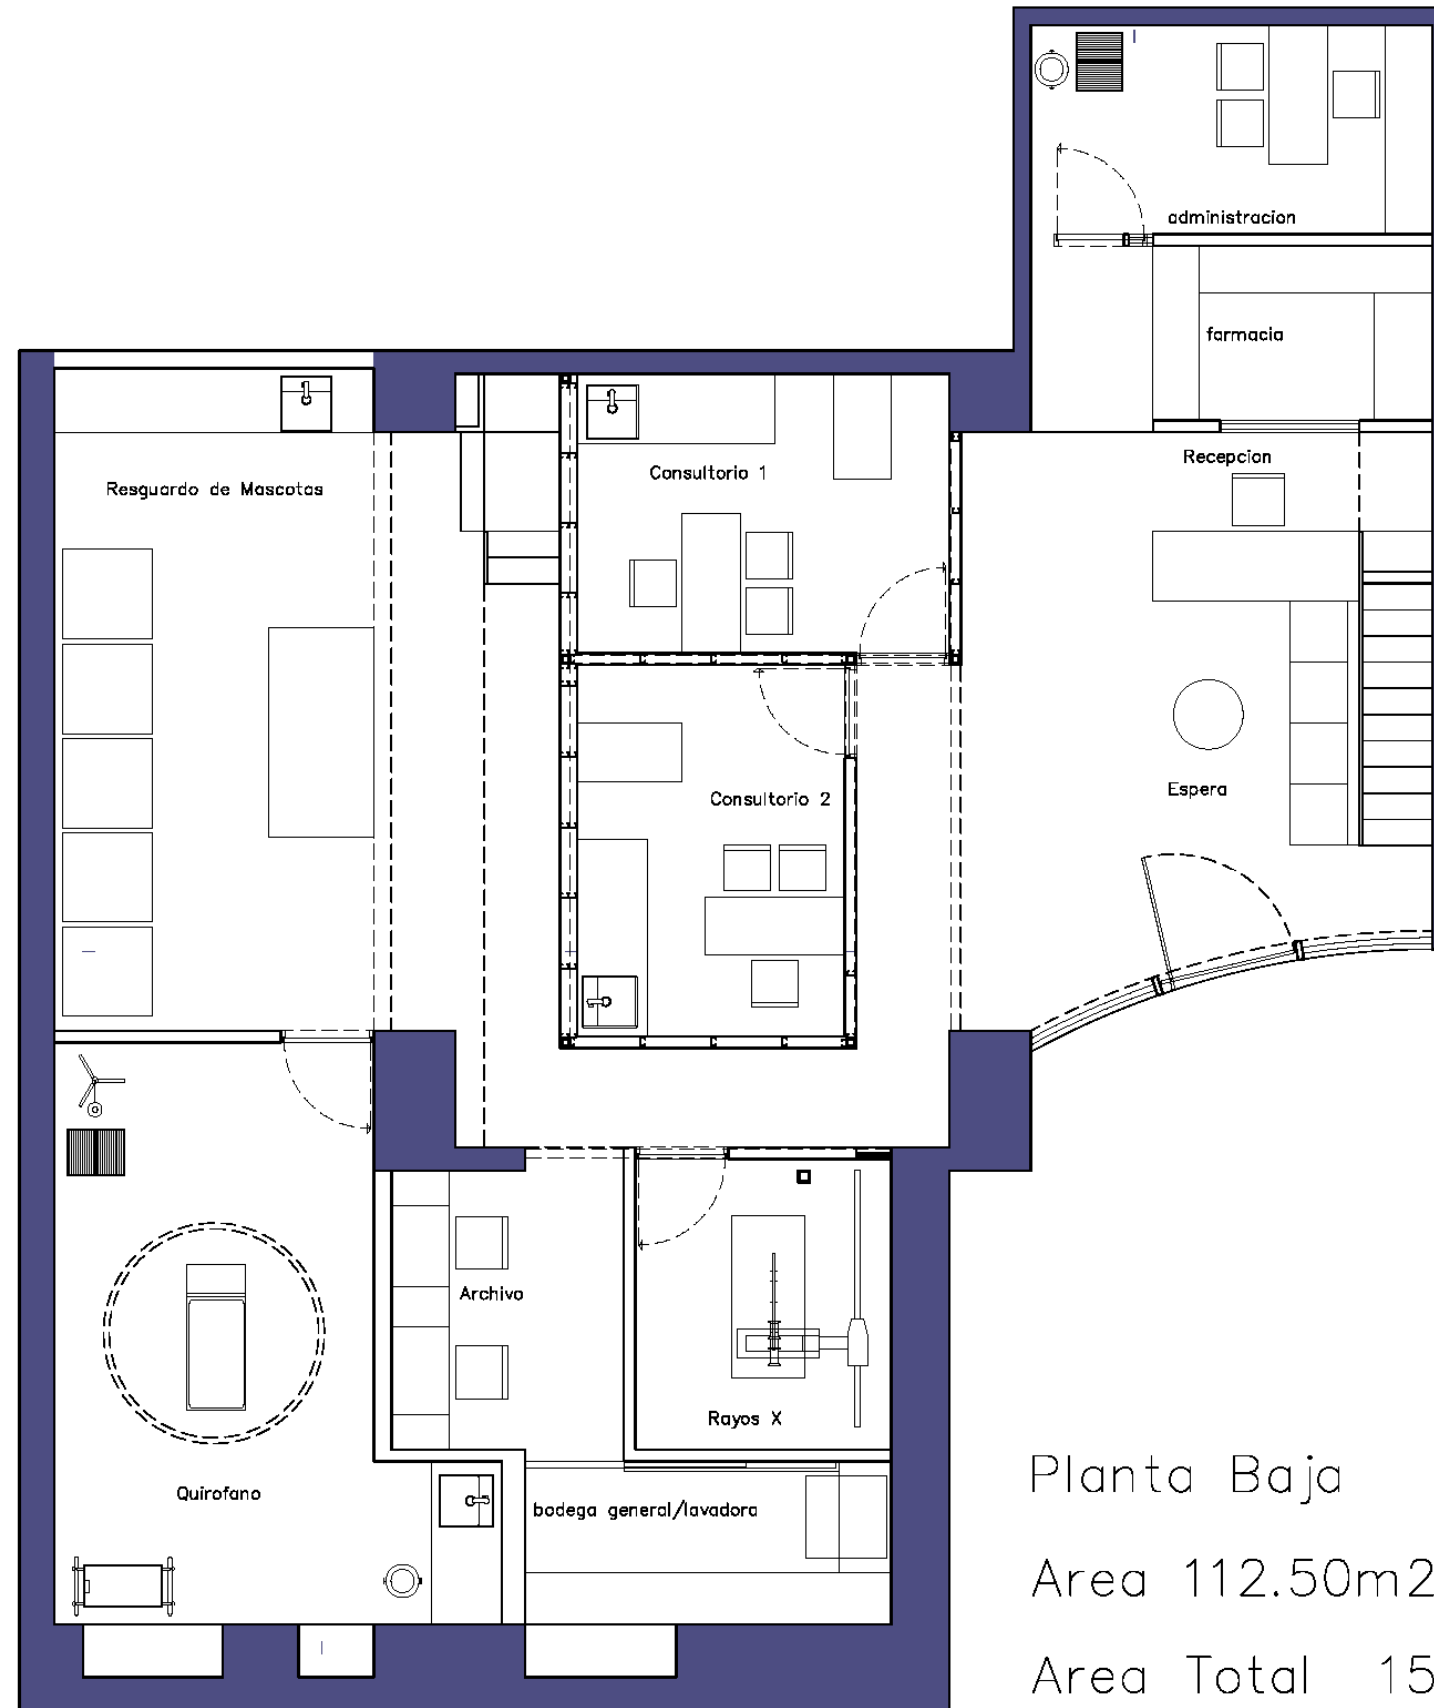 administracion
farmacia
Recepcion
Consultorio 1
Resguardo de Mascotas
Espera
Consultorio 2
Archivo
Rayos X
Quirofano
bodega general/lavadora
Planta Baja
Area 112.50m2
Area Total 15